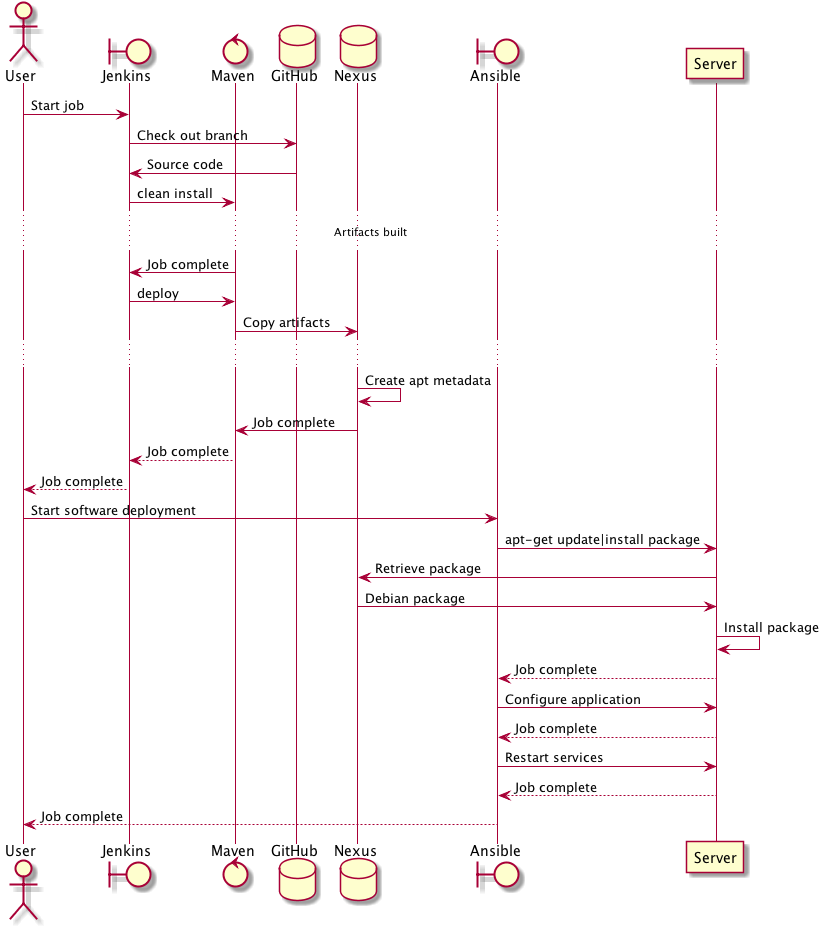 User Jenkins Maven GitHub Nexus Ansible Server
Start job
Check out branch
Source code
clean install
Artifacts built
Job complete
deploy
Copy artifacts
Create apt metadata
Job complete
Job complete
Job complete
Start software deployment
apt-get update|install package
Retrieve package
Debian package
Install package
Job complete
Configure application
Job complete
Restart services
Job complete
Job complete
User Jenkins Maven GitHub Nexus Ansible Server